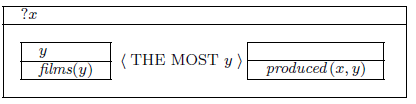 ?x
y
films(y)
⟨ THE MOST y ⟩
produced(x, y)